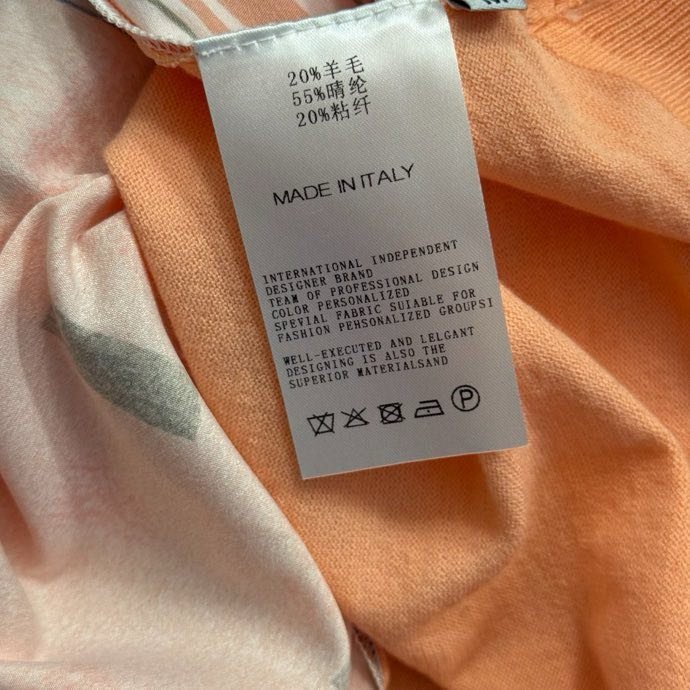 20%羊毛
55%晴纶
20%粘纤
MADE IN ITALY
INTERNATIONAL INDEPENDENT
DESIGNER BRAND
TEAM OF PROFESSIONAL DESIGN
COLOR PERSONALIZED
SPEVIAL FABRIC SUIABLE FOR
FASHION PEHSONALIZED GROUPSI
WELL-EXECUTED AND LELGANT
DESIGNING IS ALSO THE
SUPERIOR MATERIALSAND
P